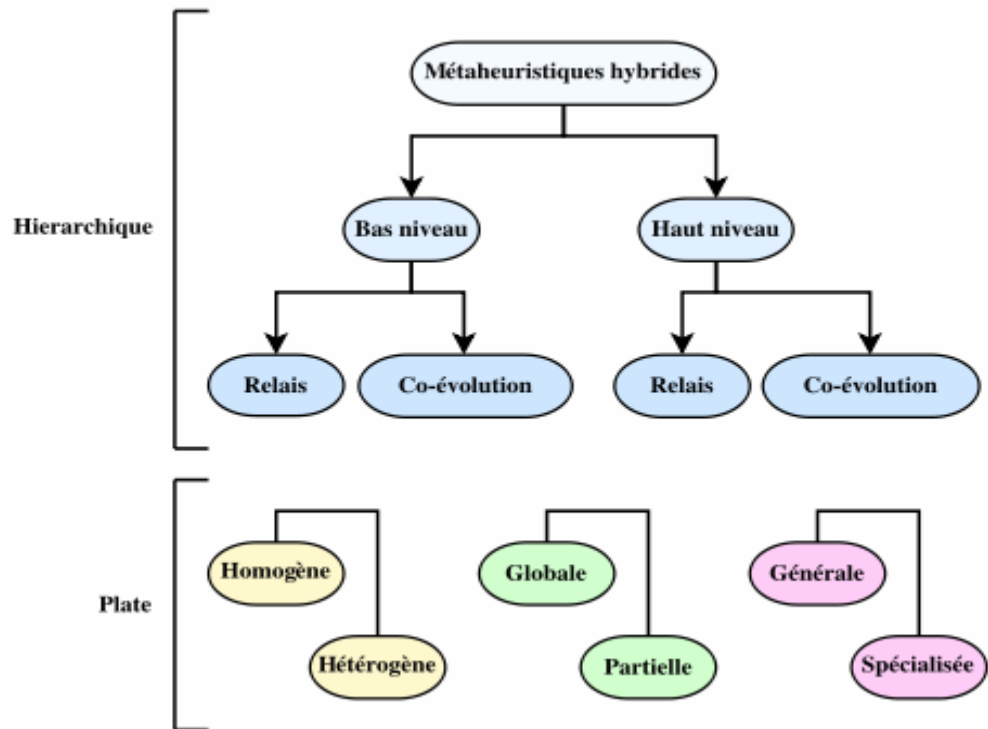 Métaheuristiques hybrides
Hierarchique
Bas niveau
Haut niveau
Relais
Co-évolution
Relais
Co-évolution
Plate
Homogène
Globale
Générale
Hétérogène
Partielle
Spécialisée